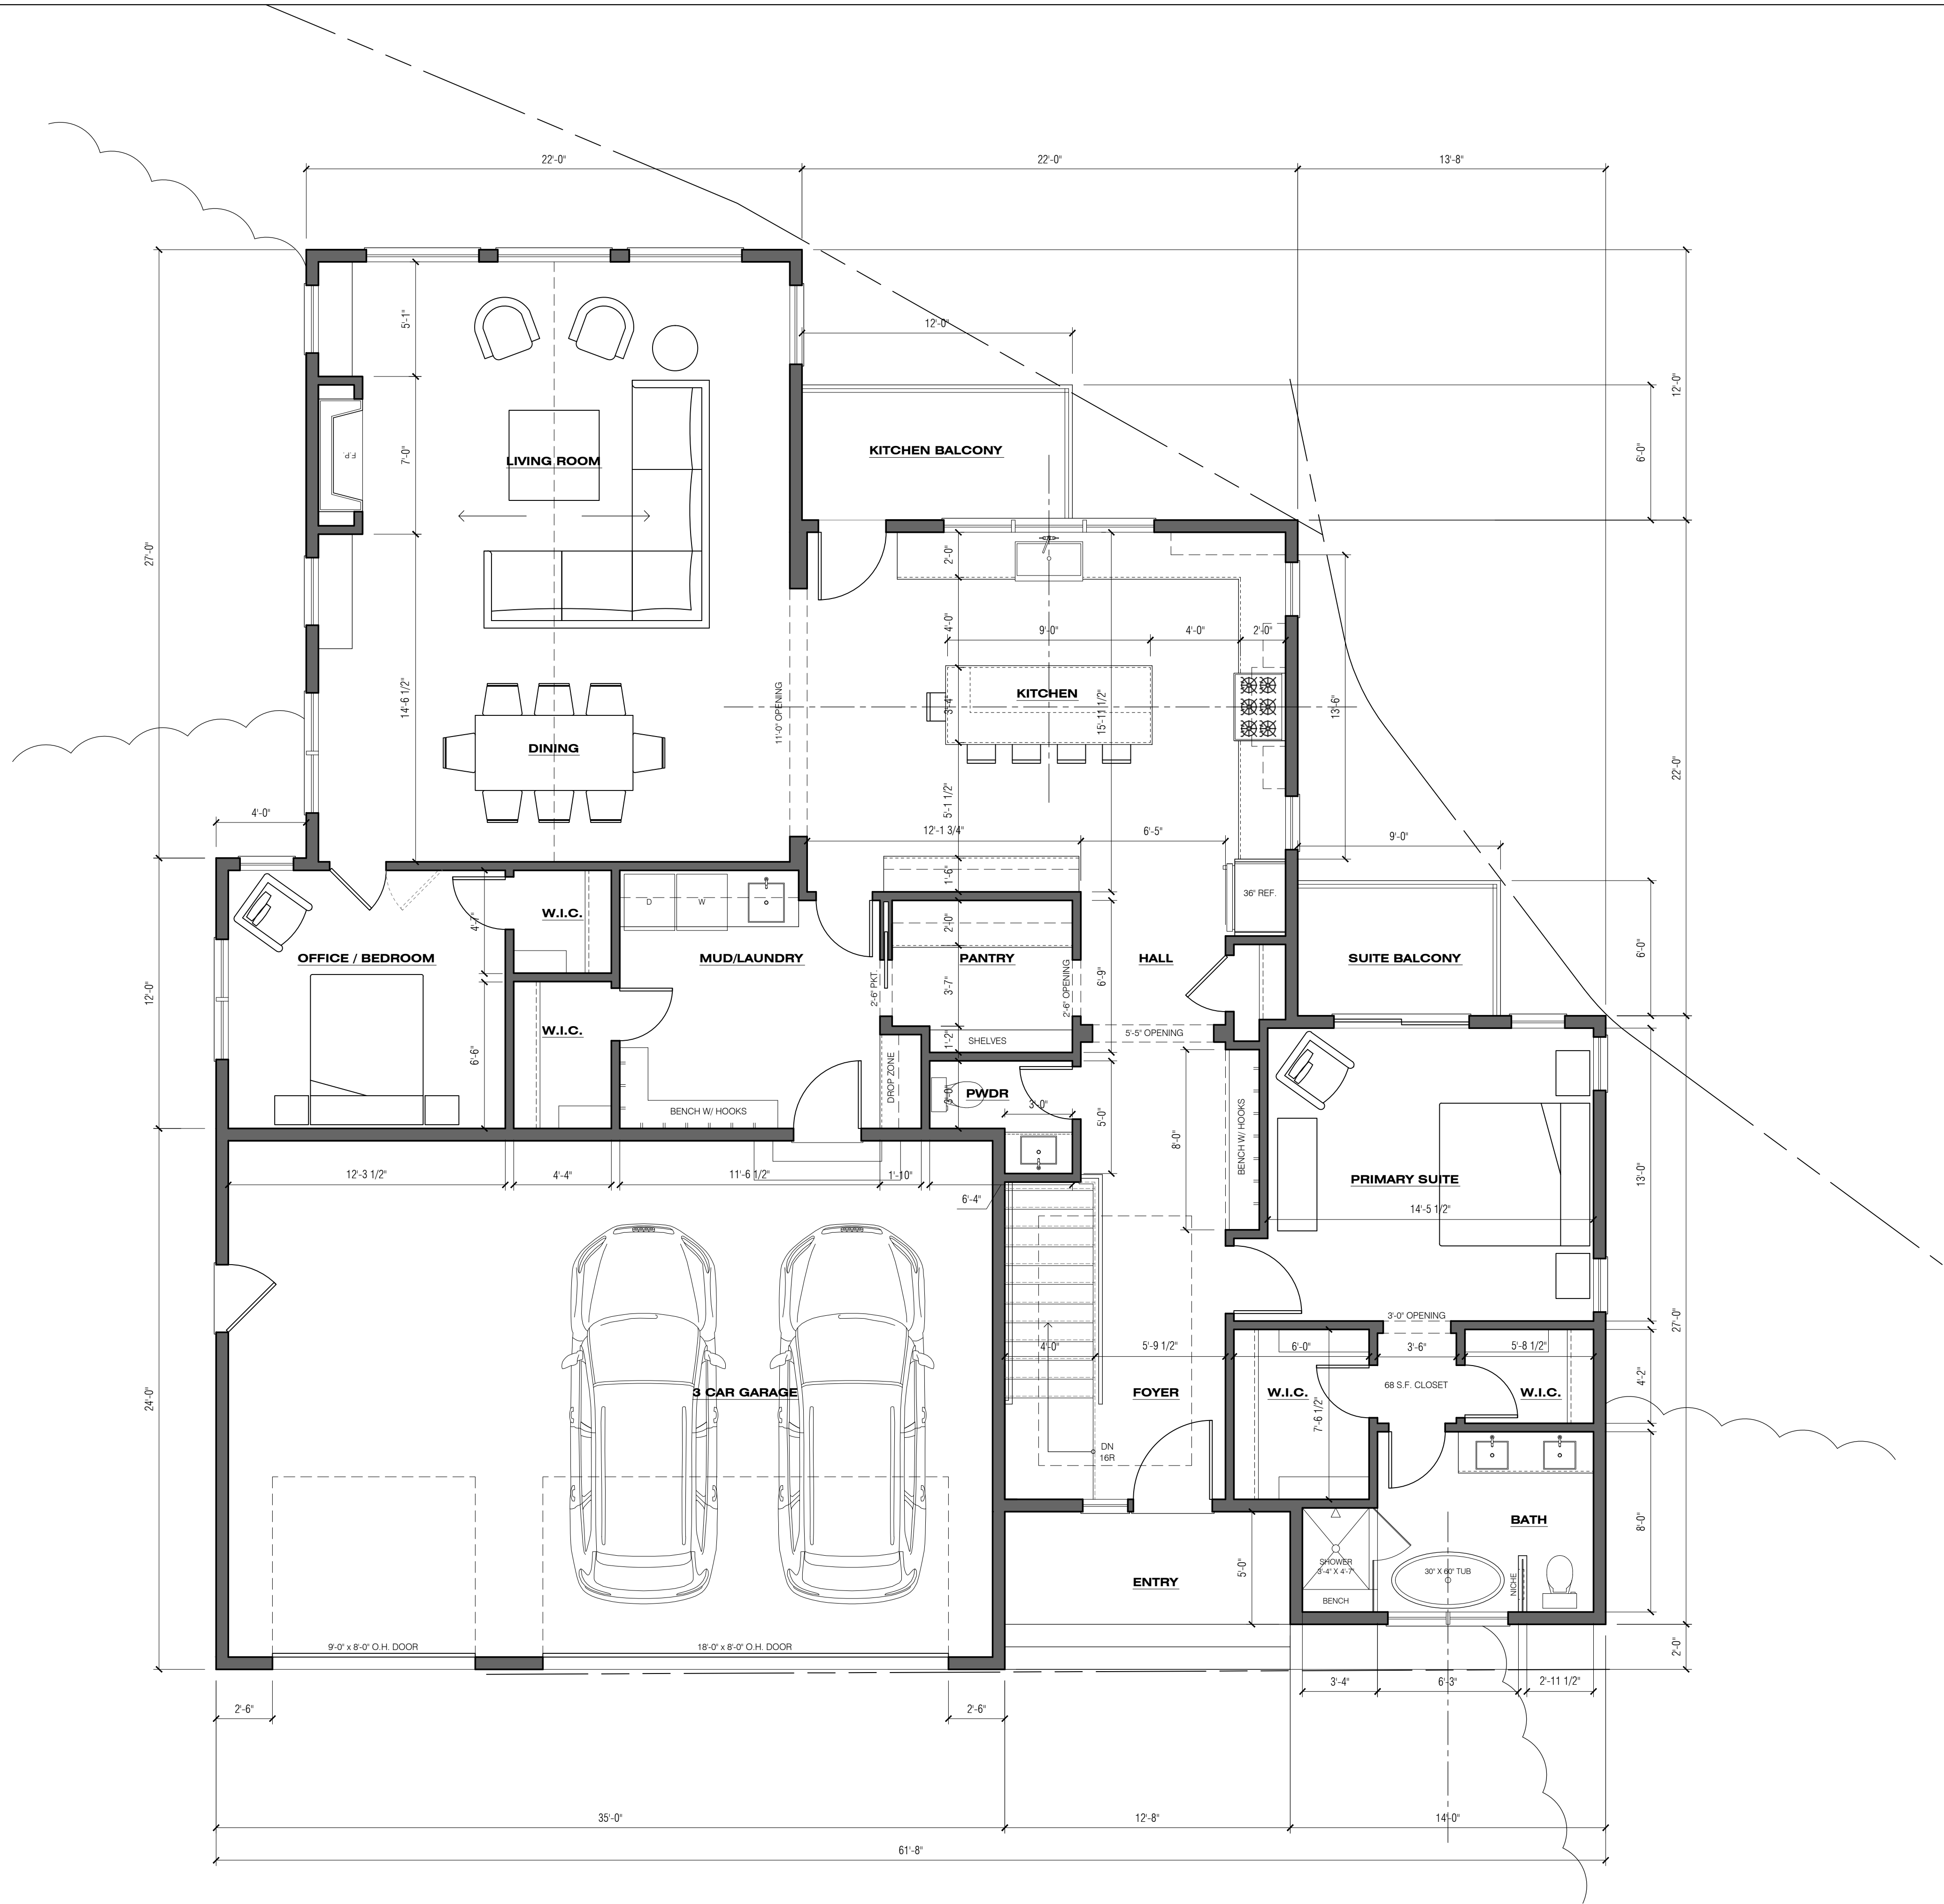 22'-0"
22'-0"
13'-8"
5'-1"
12'-0"
12'-0"
F.P.
7'-0"
LIVING ROOM
KITCHEN BALCONY
6'-0"
27'-0"
2'-0"
4'-0"
9'-0"
4'-0"
2'-0"
14'-6 1/2"
11'-0" OPENING
KITCHEN
3'-4"
15'-11 1/2"
13'-6"
DINING
22'-0"
4'-0"
5'-1 1/2"
12'-1 3/4"
6'-5"
9'-0"
1'-6"
36" REF.
D
W
W.I.C.
4'-7"
2'-0"
OFFICE / BEDROOM
MUD/LAUNDRY
PANTRY
HALL
SUITE BALCONY
6'-0"
12'-0"
2'-6" PKT.
3'-7"
2'-6" OPENING
6'-9"
W.I.C.
5'-5" OPENING
1'-2"
SHELVES
6'-6"
DROP ZONE
3'-0"
PWDR
3'-0"
5'-0"
BENCH W/ HOOKS
8'-0"
BENCH W/ HOOKS
12'-3 1/2"
4'-4"
11'-6 1/2"
1'-10"
6'-4"
PRIMARY SUITE
14'-5 1/2"
13'-0"
3'-0" OPENING
27'-0"
4'-0"
5'-9 1/2"
6'-0"
3'-6"
5'-8 1/2"
4'-2"
24'-0"
3 CAR GARAGE
FOYER
W.I.C.
68 S.F. CLOSET
W.I.C.
7'-6 1/2"
DN
16R
BATH
8'-0"
SHOWER
3'-4" X 4'-7"
30" X 60" TUB
NICHE
ENTRY
5'-0"
BENCH
9'-0" x 8'-0" O.H. DOOR
18'-0" x 8'-0" O.H. DOOR
2'-0"
3'-4"
6'-3"
2'-11 1/2"
2'-6"
2'-6"
35'-0"
12'-8"
14'-0"
61'-8"